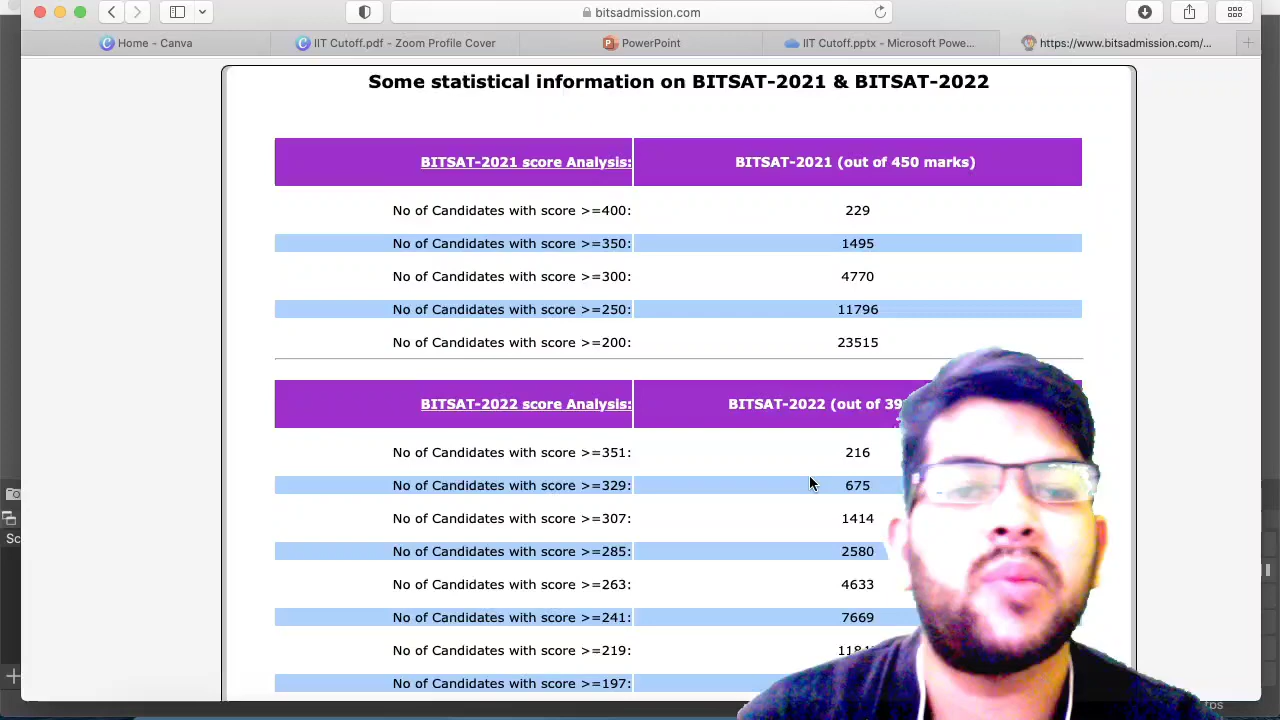 bitsadmission.com
Home - Canva
IIT Cutoff.pdf - Zoom Profile Cover
PowerPoint
IIT Cutoff.pptx - Microsoft Powe...
https://www.bitsadmission.com/...
Some statistical information on BITSAT-2021 & BITSAT-2022
BITSAT-2021 score Analysis: BITSAT-2021 (out of 450 marks)
No of Candidates with score >=400: 229
No of Candidates with score >=350: 1495
No of Candidates with score >=300: 4770
No of Candidates with score >=250: 11796
No of Candidates with score >=200: 23515
BITSAT-2022 score Analysis: BITSAT-2022 (out of
No of Candidates with score >=351: 216
No of Candidates with score >=329: 675
No of Candidates with score >=307: 1414
No of Candidates with score >=285: 2580
No of Candidates with score >=263: 4633
No of Candidates with score >=241: 7669
No of Candidates with score >=219:
No of Candidates with score >=197:
Sc